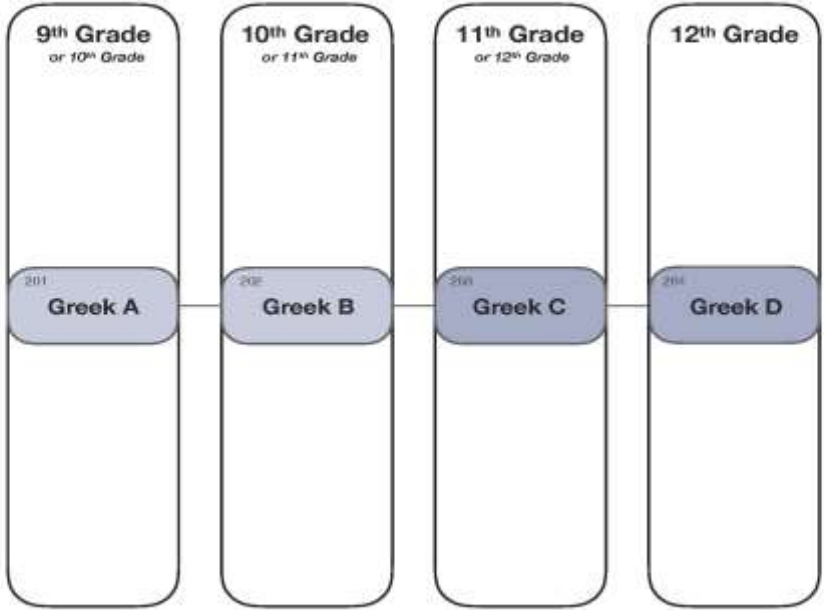 9th Grade
or 10th Grade
10th Grade
or 11th Grade
11th Grade
or 12th Grade
12th Grade
201
Greek A
202
Greek B
Greek C
Greek D